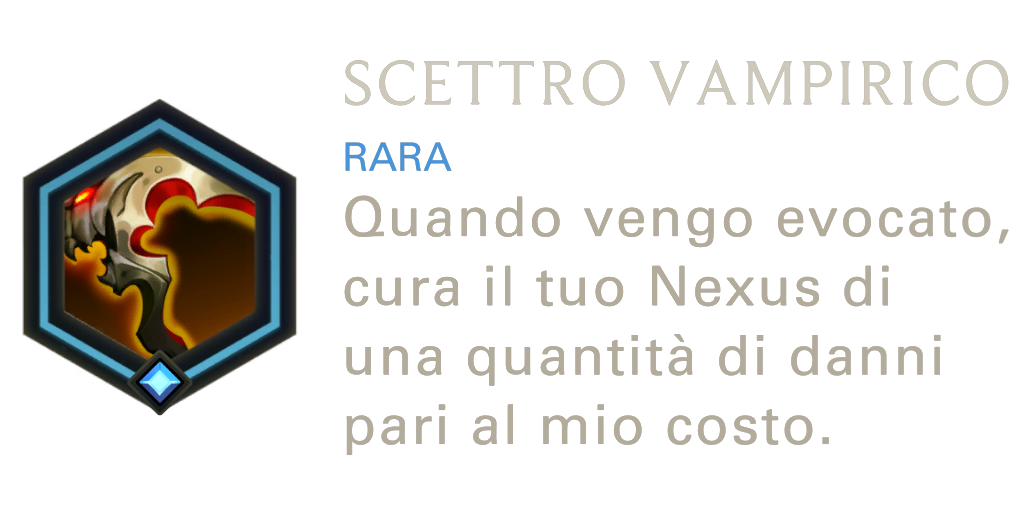 SCETTRO VAMPIRICO
RARA
Quando vengo evocato,
cura il tuo Nexus di
una quantità di danni
pari al mio costo.